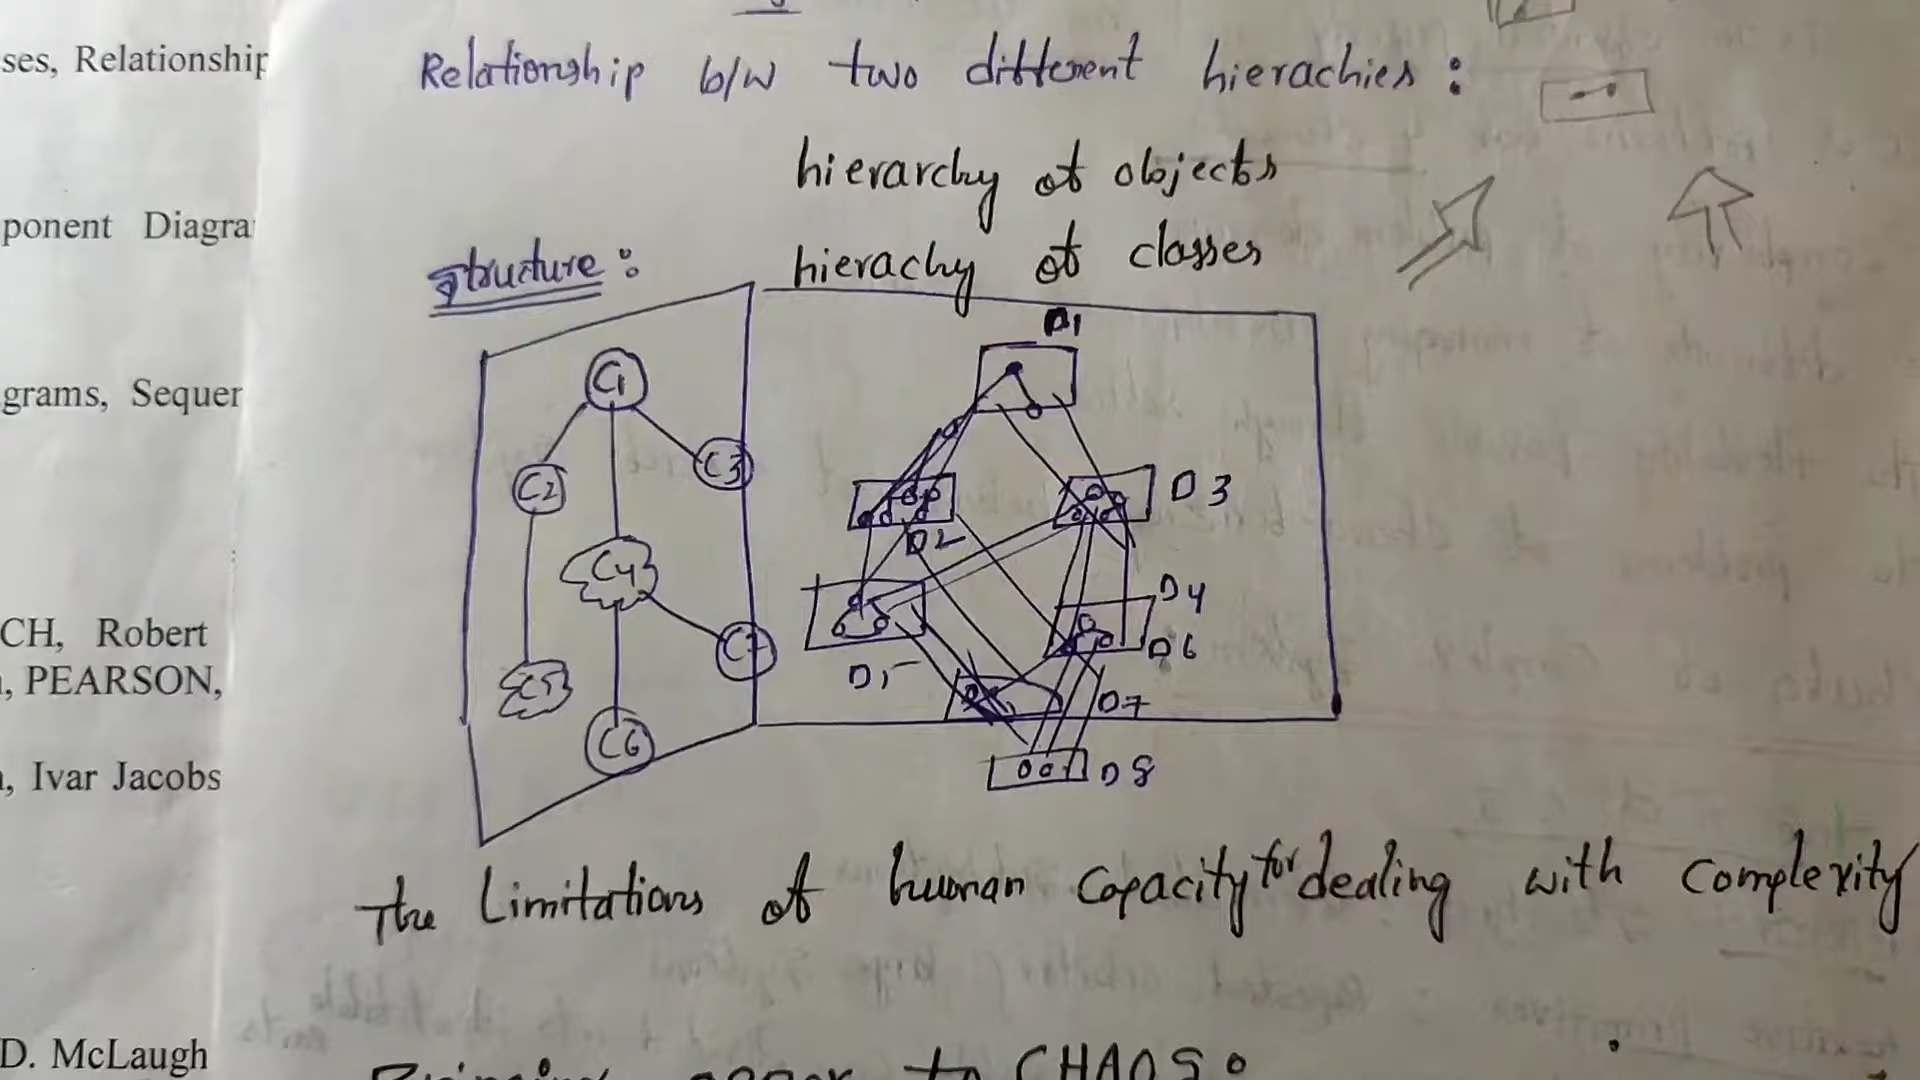 ses, Relationship
ponent Diagra
grams, Sequer
CH, Robert
, PEARSON,
, Ivar Jacobs
D. McLaugh
Relationship b/w two different hierachies :
hierarchy of objects
structure : hierachy of classes
C1
C2
C3
C4
C5
C6
C7
D1
D2
D3
D4
D5
D6
D7
D8
The Limitations of human Capacity for dealing with Complexity
to CHAOS :